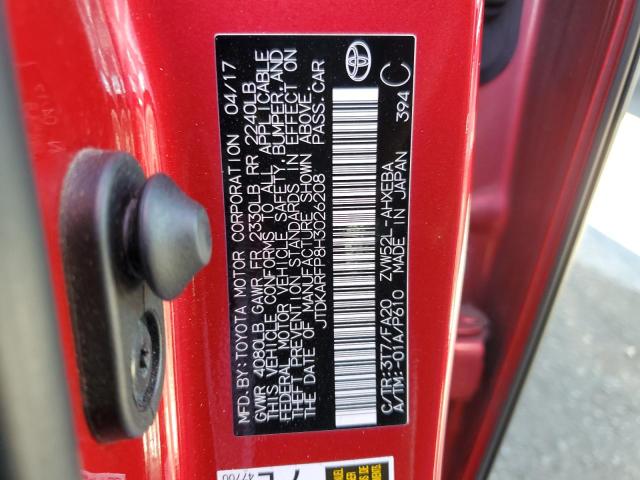 MFD. BY: TOYOTA MOTOR CORPORATION 04/17
GVWR 4080LB GAWR FR 2330LB RR 2240LB
THIS VEHICLE CONFORMS TO ALL APPLICABLE
FEDERAL MOTOR VEHICLE SAFETY, BUMPER, AND
THEFT PREVENTION STANDARDS IN EFFECT ON
THE DATE OF MANUFACTURE SHOWN ABOVE.
JTDKARFP8H3026208 PASS.CAR
C/TR:3T7/FA20 ZVW52L-AHXEBA
A/TM:-01A/P610 MADE IN JAPAN
394 C
47700